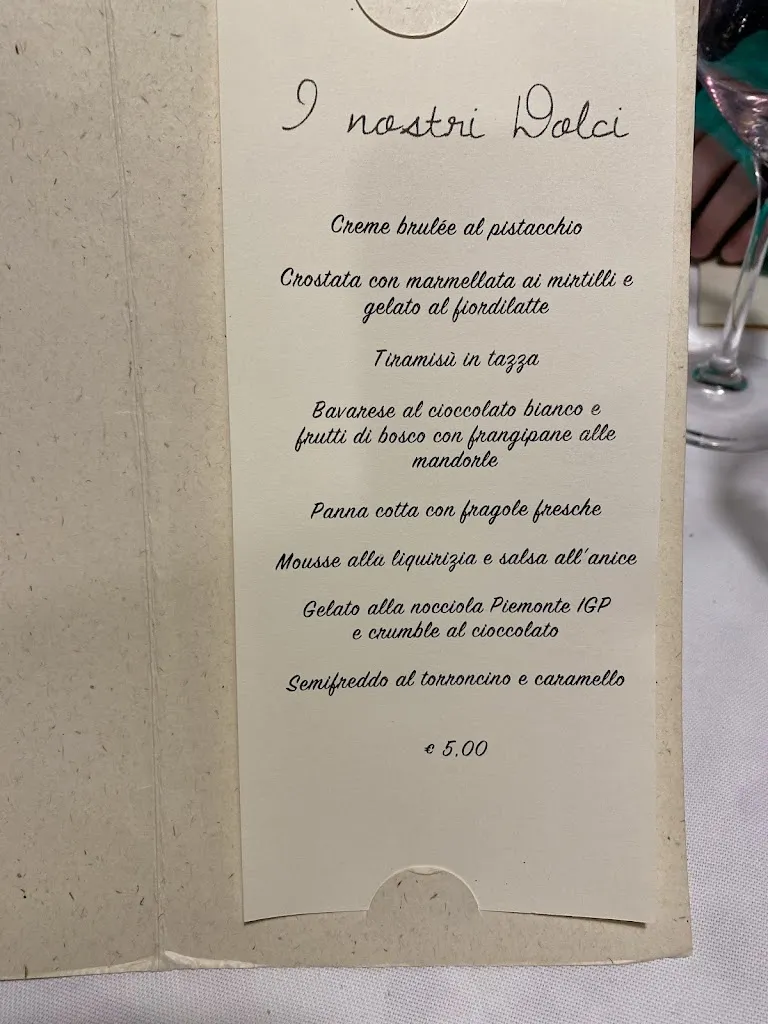 I nostri Dolci
Creme brulée al pistacchio
Crostata con marmellata ai mirtilli e
gelato al fiordilatte
Tiramisù in tazza
Bavarese al cioccolato bianco e
frutti di bosco con frangipane alle
mandorle
Panna cotta con fragole fresche
Mousse alla liquirizia e salsa all'anice
Gelato alla nocciola Piemonte IGP
e crumble al cioccolato
Semifreddo al torroncino e caramello
€ 5,00